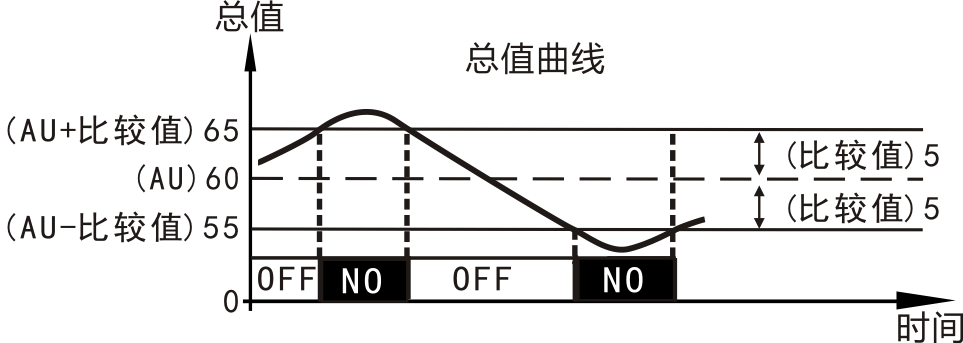 总值
总值曲线
(AU+比较值) 65
(比较值) 5
(AU) 60
(比较值) 5
(AU-比较值) 55
OFF NO OFF NO
0
时间